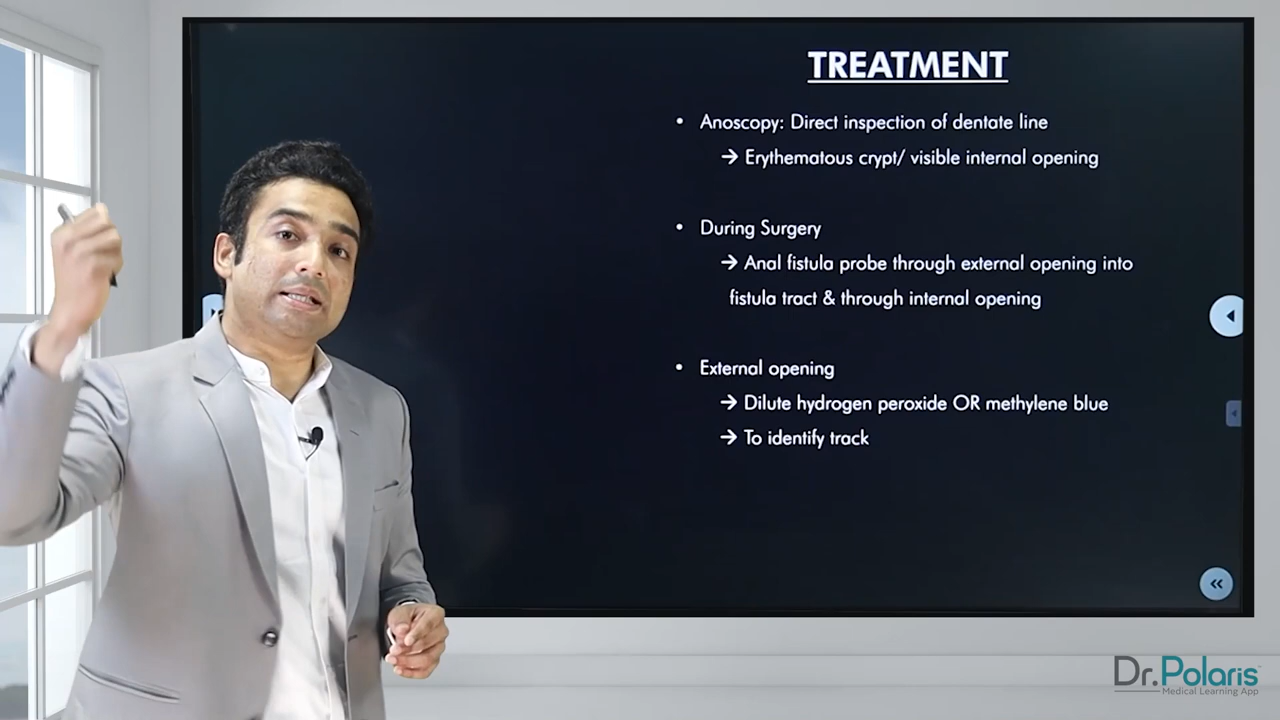 TREATMENT
• Anoscopy: Direct inspection of dentate line
→ Erythematous crypt/ visible internal opening
• During Surgery
→ Anal fistula probe through external opening into
fistula tract & through internal opening
• External opening
→ Dilute hydrogen peroxide OR methylene blue
→ To identify track
Dr.Polaris
Medical Learning App